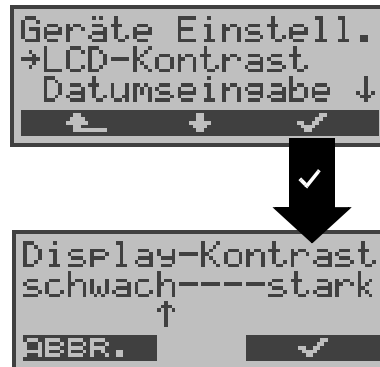 Geräte Einstell.
→LCD-Kontrast
Datumseingabe ↓
Display-Kontrast
schwach----stark
↑
ABBR.